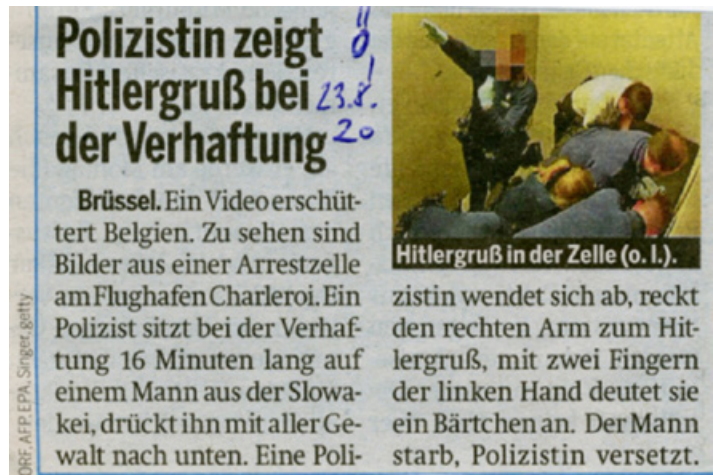 Polizistin zeigt
Hitlergruß bei
der Verhaftung
Ö
23.8.
20
Brüssel. Ein Video erschüt-
tert Belgien. Zu sehen sind
Bilder aus einer Arrestzelle
am Flughafen Charleroi. Ein
Polizist sitzt bei der Verhaf-
tung 16 Minuten lang auf
einem Mann aus der Slowa-
kei, drückt ihn mit aller Ge-
walt nach unten. Eine Poli-
Hitlergruß in der Zelle (o. l.).
zistin wendet sich ab, reckt
den rechten Arm zum Hit-
lergruß, mit zwei Fingern
der linken Hand deutet sie
ein Bärtchen an. Der Mann
starb, Polizistin versetzt.
ORF, AFP, EPA, Singer, getty